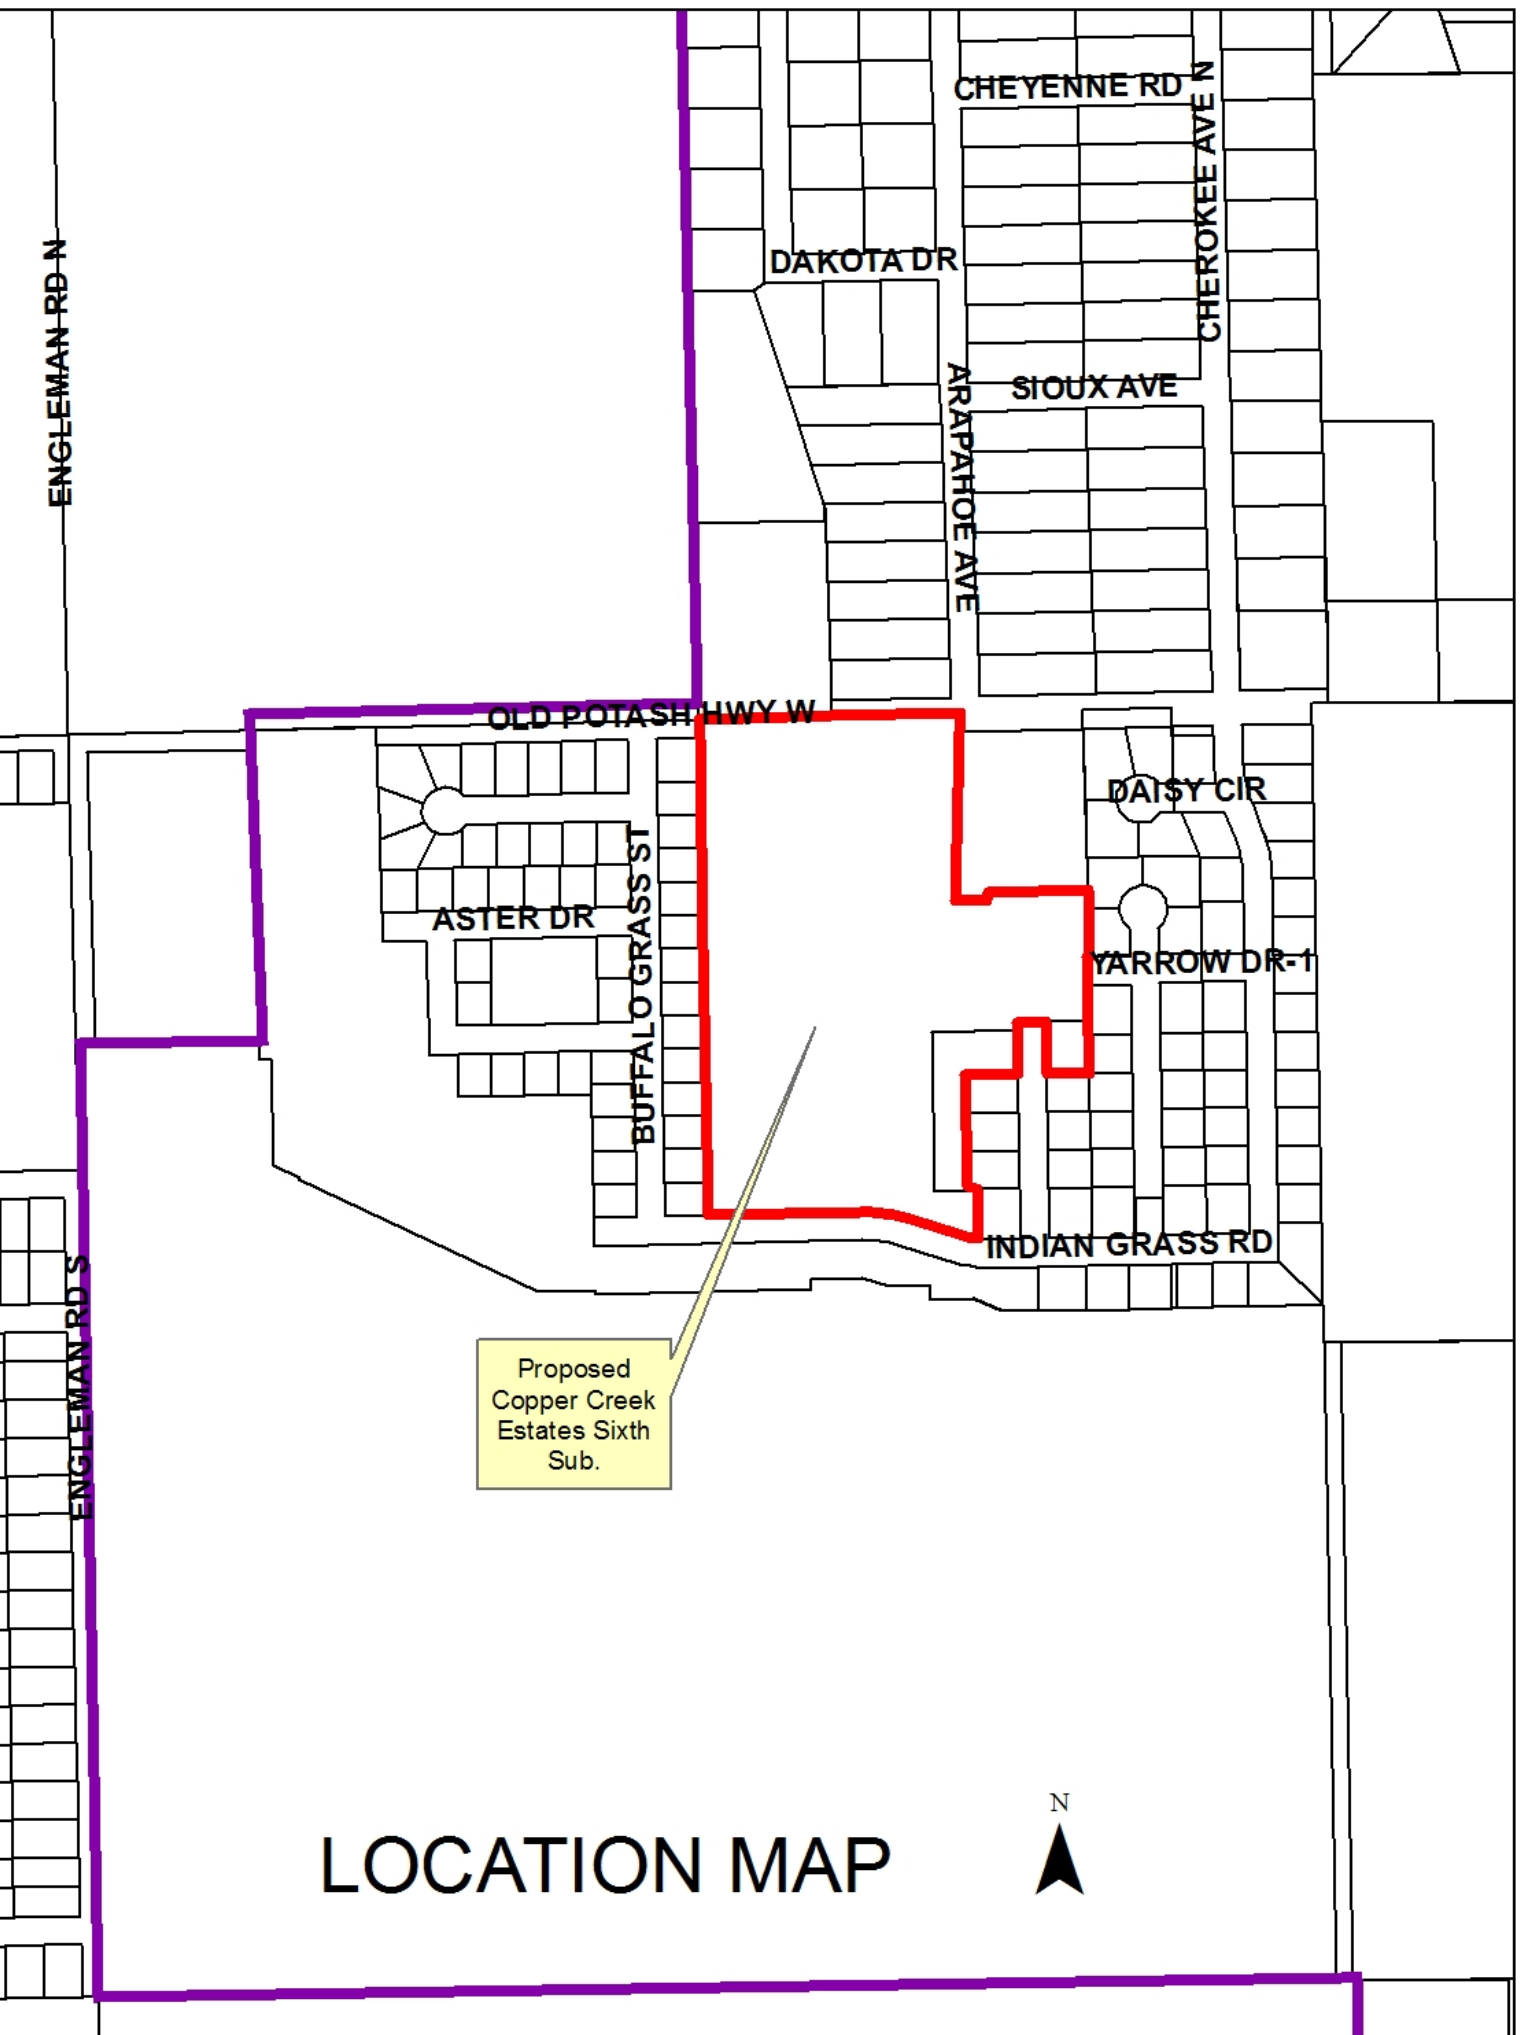 CHEYENNE RD
CHEROKEE AVE N
ENGLEMAN RD N
DAKOTA DR
SIOUX AVE
ARAPAHOE AVE
OLD POTASH HWY W
DAISY CIR
BUFFALO GRASS ST
ASTER DR
YARROW DR-1
INDIAN GRASS RD
ENGLEMAN RD S
Proposed
Copper Creek
Estates Sixth
Sub.
N
LOCATION MAP